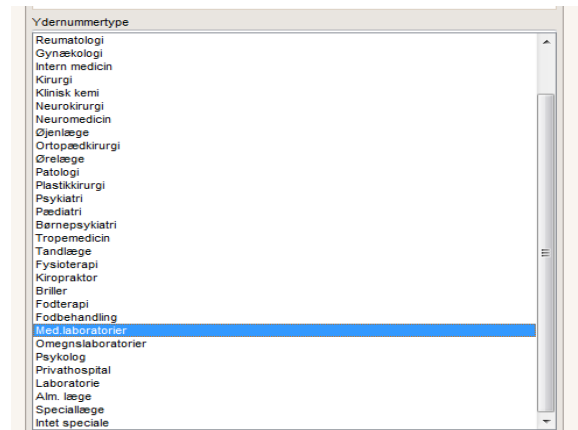 Ydernummertype
Reumatologi
Gynækologi
Intern medicin
Kirurgi
Klinisk kemi
Neurokirurgi
Neuromedicin
Øjenlæge
Ortopædkirurgi
Ørelæge
Patologi
Plastikkirurgi
Psykiatri
Pædiatri
Børnepsykiatri
Tropemedicin
Tandlæge
Fysioterapi
Kiropraktor
Briller
Fodterapi
Fodbehandling
Med.laboratorier
Omegnslaboratorier
Psykolog
Privathospital
Laboratorie
Alm. læge
Speciallæge
Intet speciale